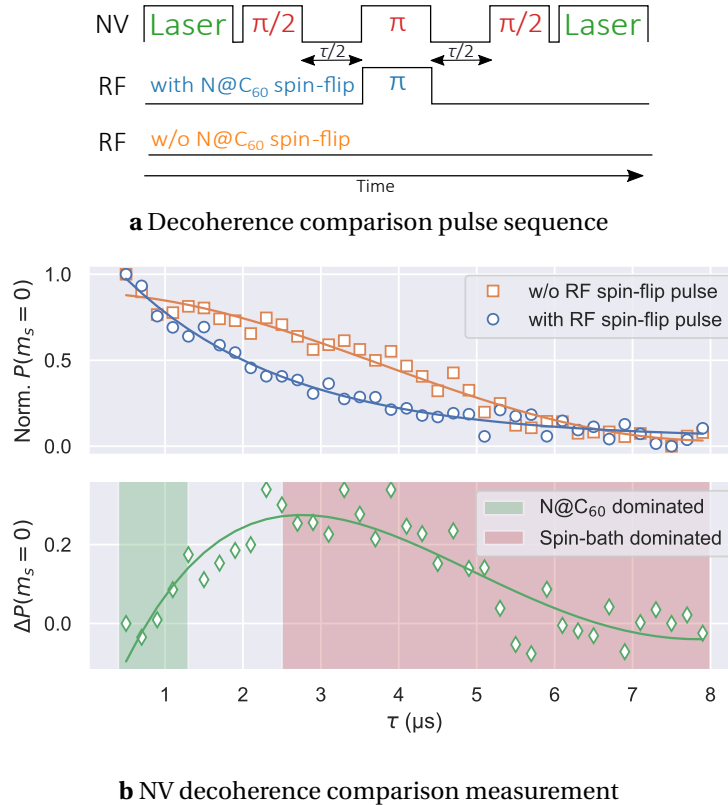 NV Laser π/2 π π/2 Laser
τ/2 τ/2
RF with N@C60 spin-flip π
RF w/o N@C60 spin-flip
Time
a Decoherence comparison pulse sequence
Norm. P(ms = 0)
1.0
0.5
0.0
w/o RF spin-flip pulse
with RF spin-flip pulse
ΔP(ms = 0)
0.2
0.0
N@C60 dominated
Spin-bath dominated
1 2 3 4 5 6 7 8
τ (μs)
b NV decoherence comparison measurement